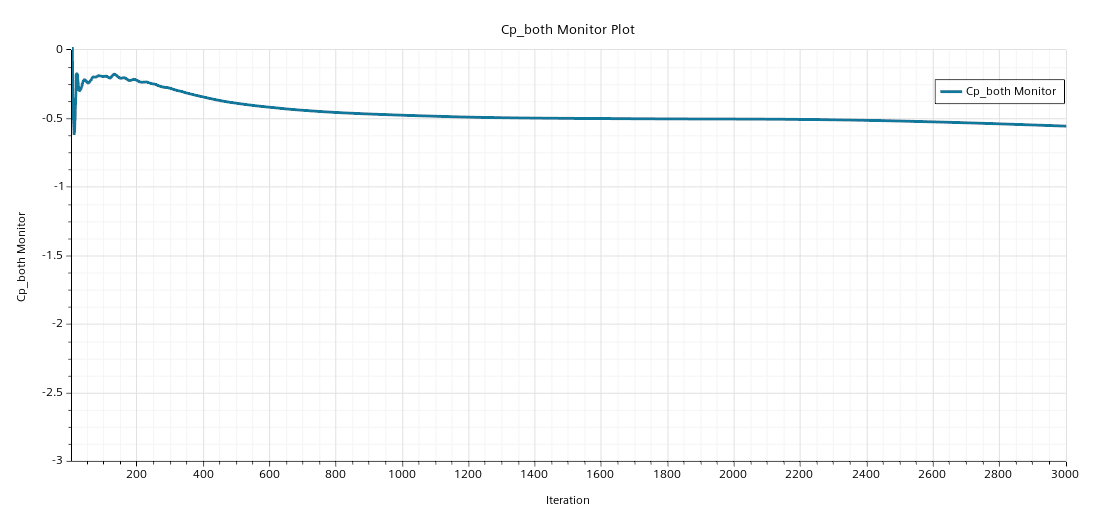 Cp_both Monitor Plot
Cp_both Monitor
0
-0.5
-1
-1.5
-2
-2.5
-3
Cp_both Monitor
200 400 600 800 1000 1200 1400 1600 1800 2000 2200 2400 2600 2800 3000
Iteration